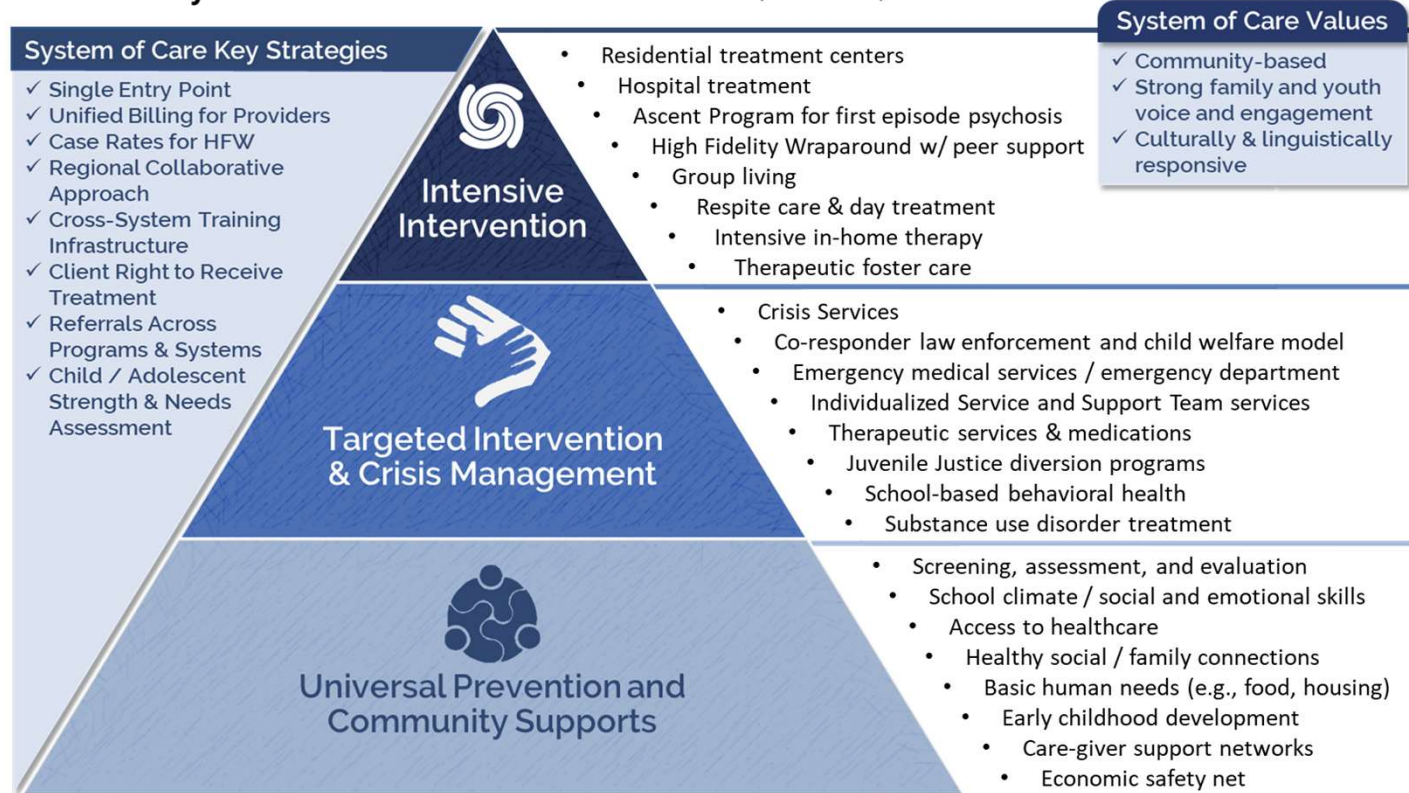 System of Care Key Strategies
✓ Single Entry Point
✓ Unified Billing for Providers
✓ Case Rates for HFW
✓ Regional Collaborative
Approach
✓ Cross-System Training
Infrastructure
✓ Client Right to Receive
Treatment
✓ Referrals Across
Programs & Systems
✓ Child / Adolescent
Strength & Needs
Assessment
System of Care Values
✓ Community-based
✓ Strong family and youth
voice and engagement
✓ Culturally & linguistically
responsive
Intensive
Intervention
• Residential treatment centers
• Hospital treatment
• Ascent Program for first episode psychosis
• High Fidelity Wraparound w/ peer support
• Group living
• Respite care & day treatment
• Intensive in-home therapy
• Therapeutic foster care
Targeted Intervention
& Crisis Management
• Crisis Services
• Co-responder law enforcement and child welfare model
• Emergency medical services / emergency department
• Individualized Service and Support Team services
• Therapeutic services & medications
• Juvenile Justice diversion programs
• School-based behavioral health
• Substance use disorder treatment
Universal Prevention and
Community Supports
• Screening, assessment, and evaluation
• School climate / social and emotional skills
• Access to healthcare
• Healthy social / family connections
• Basic human needs (e.g., food, housing)
• Early childhood development
• Care-giver support networks
• Economic safety net